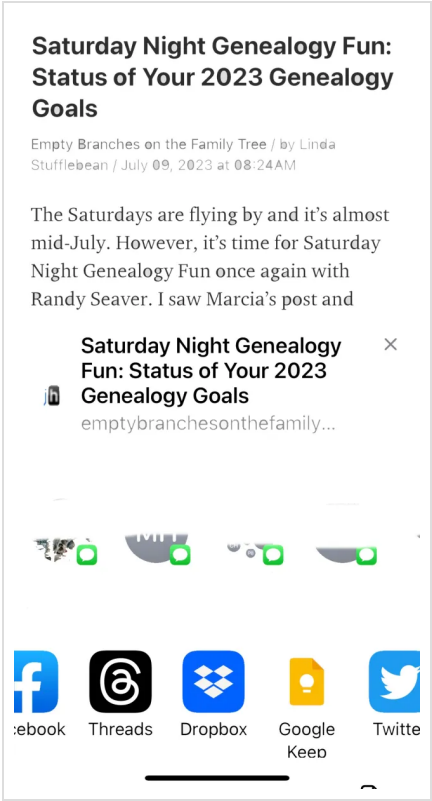 Saturday Night Genealogy Fun:
Status of Your 2023 Genealogy
Goals
Empty Branches on the Family Tree / by Linda
Stufflebean / July 09, 2023 at 08:24AM
The Saturdays are flying by and it’s almost
mid-July. However, it’s time for Saturday
Night Genealogy Fun once again with
Randy Seaver. I saw Marcia’s post and
Saturday Night Genealogy
Fun: Status of Your 2023
Genealogy Goals
emptybranchesonthefamily...
cebook Threads Dropbox Google Twitte
Keep